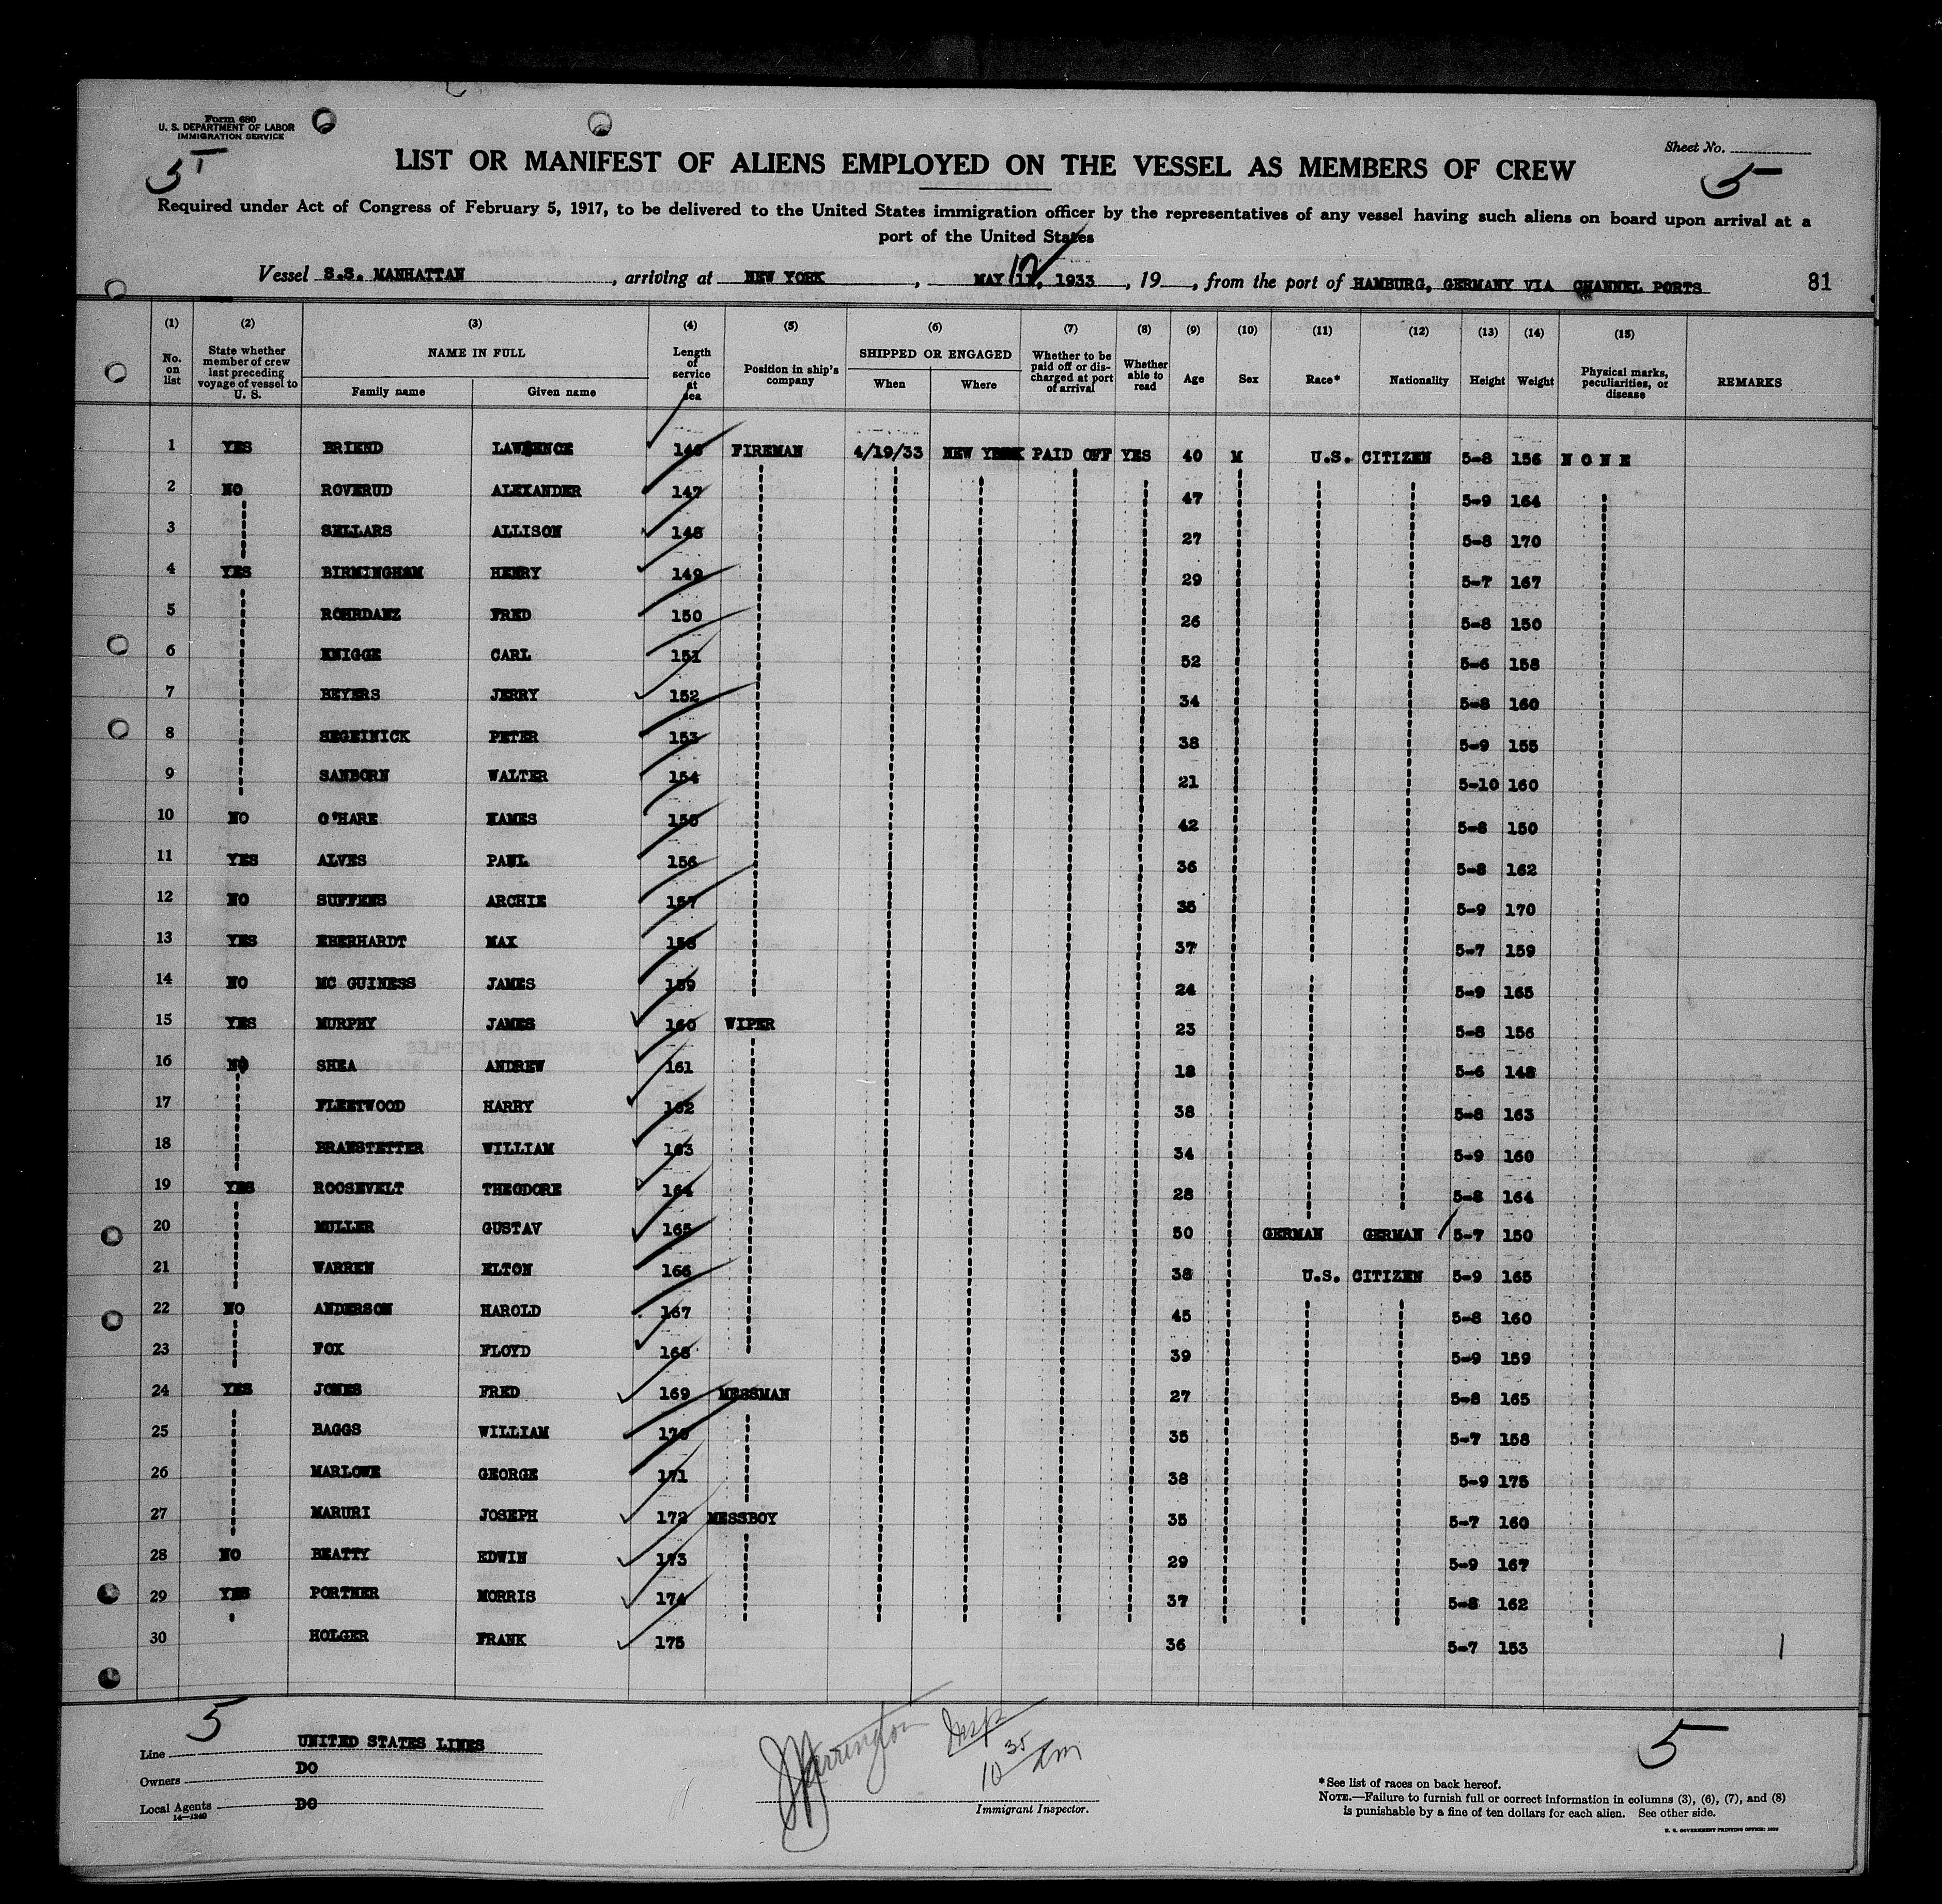 Form 680
U. S. DEPARTMENT OF LABOR
IMMIGRATION SERVICE
5
Sheet No.
5
LIST OR MANIFEST OF ALIENS EMPLOYED ON THE VESSEL AS MEMBERS OF CREW
Required under Act of Congress of February 5, 1917, to be delivered to the United States immigration officer by the representatives of any vessel having such aliens on board upon arrival at a
port of the United States
Vessel S.S. MANHATTAN, arriving at NEW YORK, MAY 11, 12 1933, 19, from the port of HAMBURG, GERMANY VIA CHANNEL PORTS 81
(1) (2) (3) (4) (5) (6) (7) (8) (9) (10) (11) (12) (13) (14) (15)
No. on list State whether member of crew last preceding voyage of vessel to U. S. NAME IN FULL Family name Given name Length of service at sea Position in ship's company SHIPPED OR ENGAGED When Where Whether to be paid off or discharged at port of arrival Whether able to read Age Sex Race* Nationality Height Weight Physical marks, peculiarities, or disease REMARKS
1 YES BRIEND LAWRENCE 146 FIREMAN 4/19/33 NEW YORK PAID OFF YES 40 M U.S. CITIZEN 5-8 156 NONE
2 NO ROVERUD ALEXANDER 147 47 5-9 164
3 SELLARS ALLISON 148 27 5-8 170
4 YES BIRMINGHAM HENRY 149 29 5-7 167
5 ROHRDANZ FRED 150 26 5-8 150
6 KNIGGE CARL 151 52 5-6 158
7 BEYERS JERRY 152 34 5-8 160
8 SEGEINICK PETER 153 38 5-9 155
9 SANBORN WALTER 154 21 5-10 160
10 NO O'HARE KAMES 155 42 5-8 150
11 YES ALVES PAUL 156 36 5-8 162
12 NO SUFFENS ARCHIE 157 35 5-9 170
13 YES EBERHARDT MAX 158 37 5-7 159
14 NO MC GUINESS JAMES 159 24 5-9 165
15 YES MURPHY JAMES 160 WIPER 23 5-8 156
16 NO SHEA ANDREW 161 18 5-6 148
17 FLEETWOOD HARRY 162 38 5-8 163
18 BRANSTETTER WILLIAM 163 34 5-9 160
19 YES ROOSEVELT THEODORE 164 28 5-8 164
20 MULLER GUSTAV 165 50 GERMAN GERMAN 5-7 150
21 WARREN ELTON 166 38 U.S. CITIZEN 5-9 165
22 NO ANDERSON HAROLD 167 45 5-8 160
23 FOX FLOYD 168 39 5-9 159
24 YES JONES FRED 169 MESSMAN 27 5-8 165
25 BAGGS WILLIAM 170 35 5-7 158
26 MARLOWE GEORGE 171 38 5-9 175
27 MARURI JOSEPH 172 MESSBOY 35 5-7 160
28 NO BEATTY EDWIN 173 29 5-9 167
29 YES PORTNER MORRIS 174 37 5-8 162
30 HOLGER FRANK 175 36 5-7 153 1
5
Line UNITED STATES LINES
Owners DO
Local Agents DO
14—1240
Harrington Insp
10 35 AM
Immigrant Inspector.
5
*See list of races on back hereof.
NOTE.—Failure to furnish full or correct information in columns (3), (6), (7), and (8)
is punishable by a fine of ten dollars for each alien. See other side.
U. S. GOVERNMENT PRINTING OFFICE